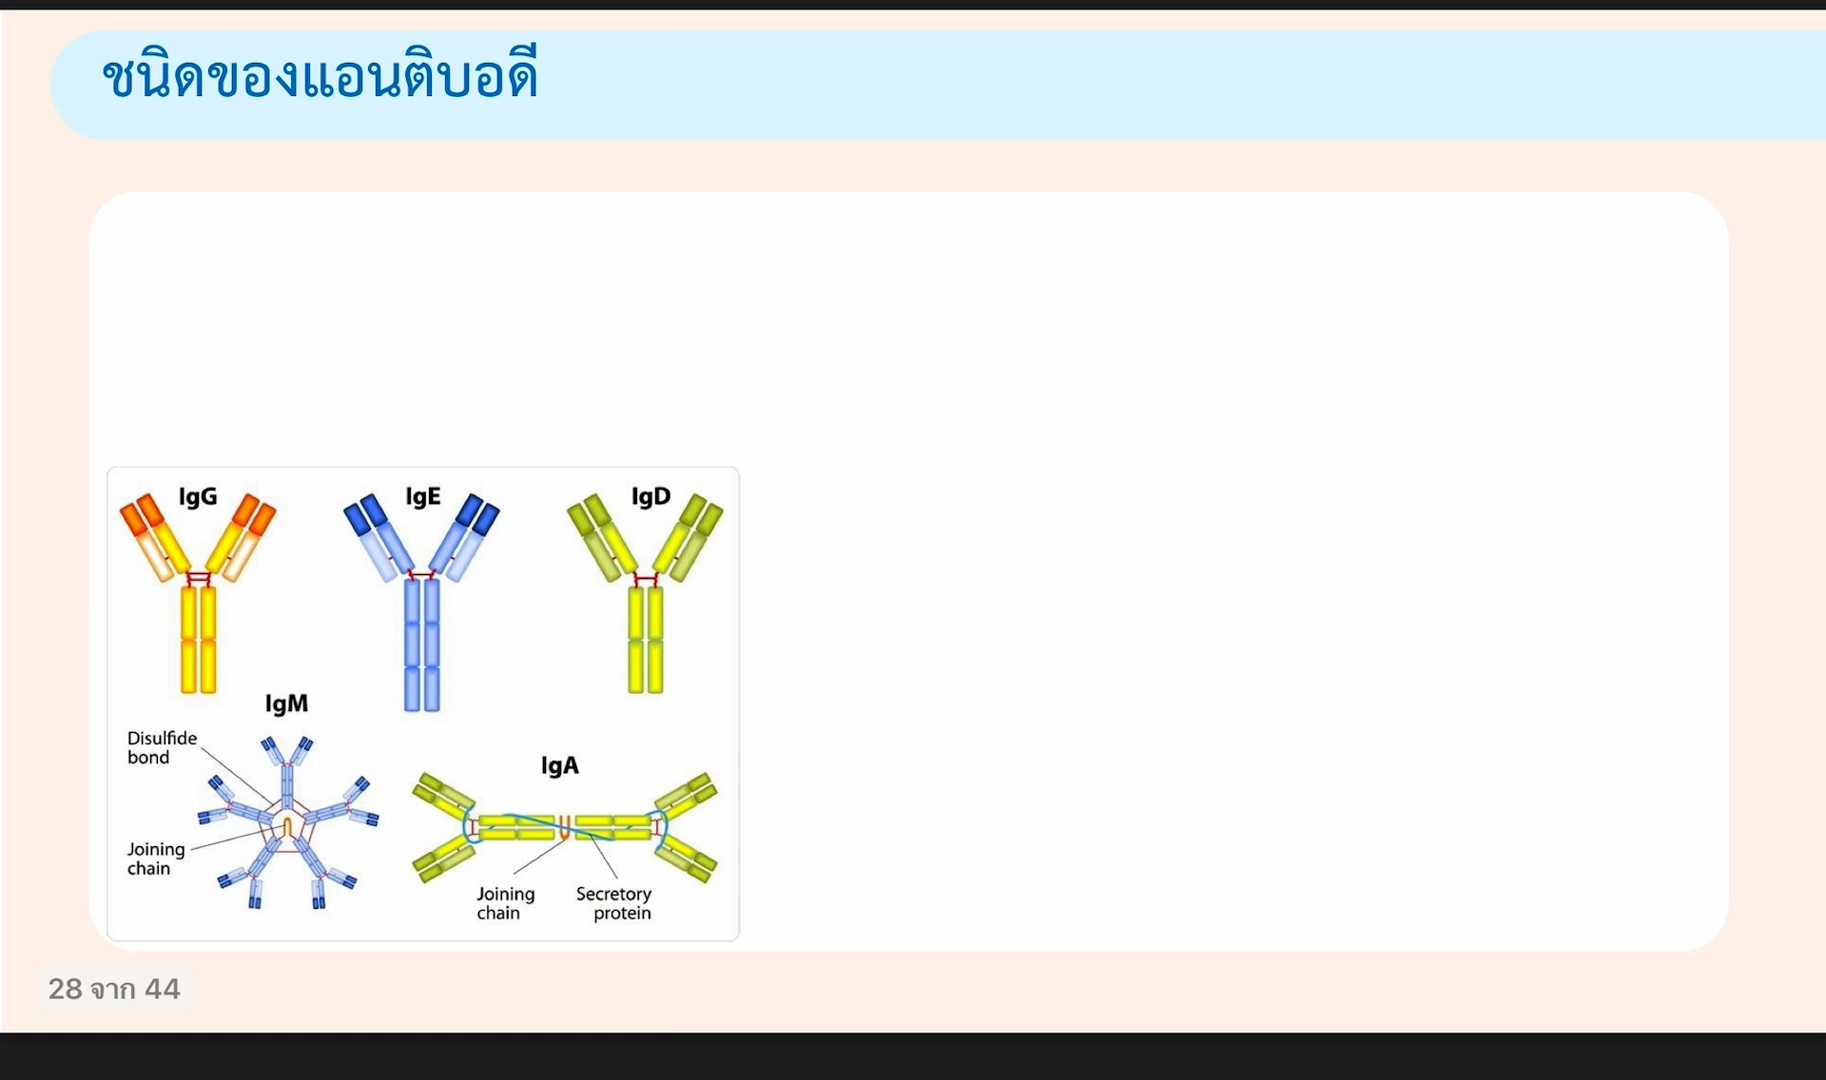 ชนิดของแอนติบอดี
IgG
IgE
IgD
IgM
Disulfide
bond
Joining
chain
IgA
Joining
chain
Secretory
protein
28 จาก 44